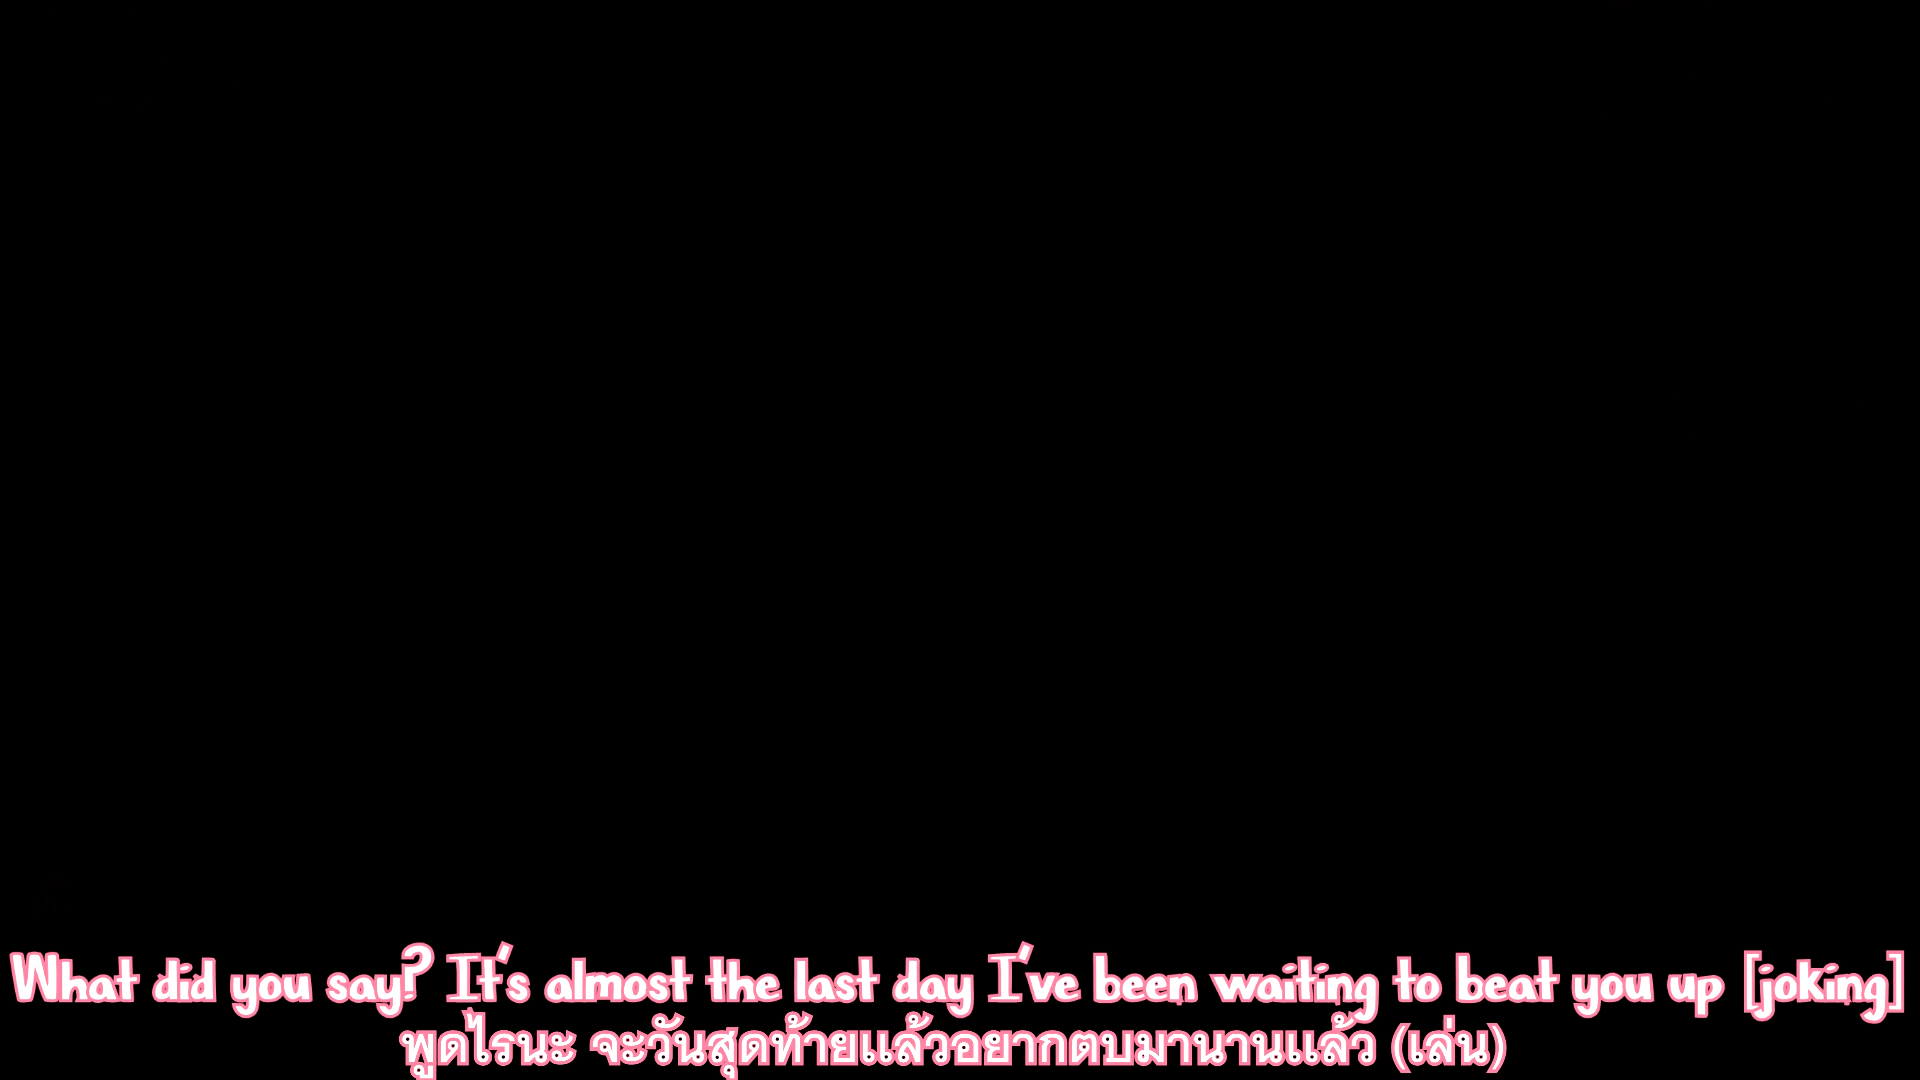 What did you say? It's almost the last day I've been waiting to beat you up [joking]
พูดไรนะ จะวันสุดท้ายแล้วอยากตบมานานแล้ว (เล่น)